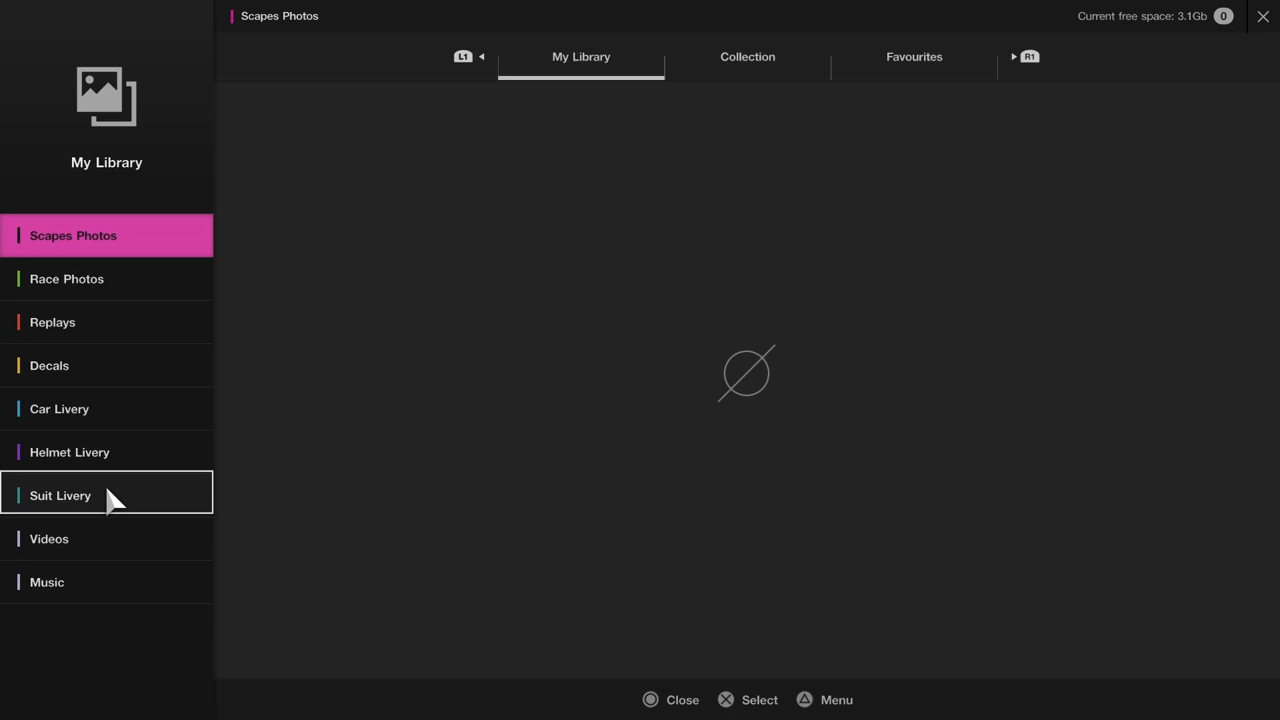 Scapes Photos
Current free space: 3.1Gb 0
L1 My Library Collection Favourites R1
My Library
Scapes Photos
Race Photos
Replays
Decals
Car Livery
Helmet Livery
Suit Livery
Videos
Music
Close Select Menu